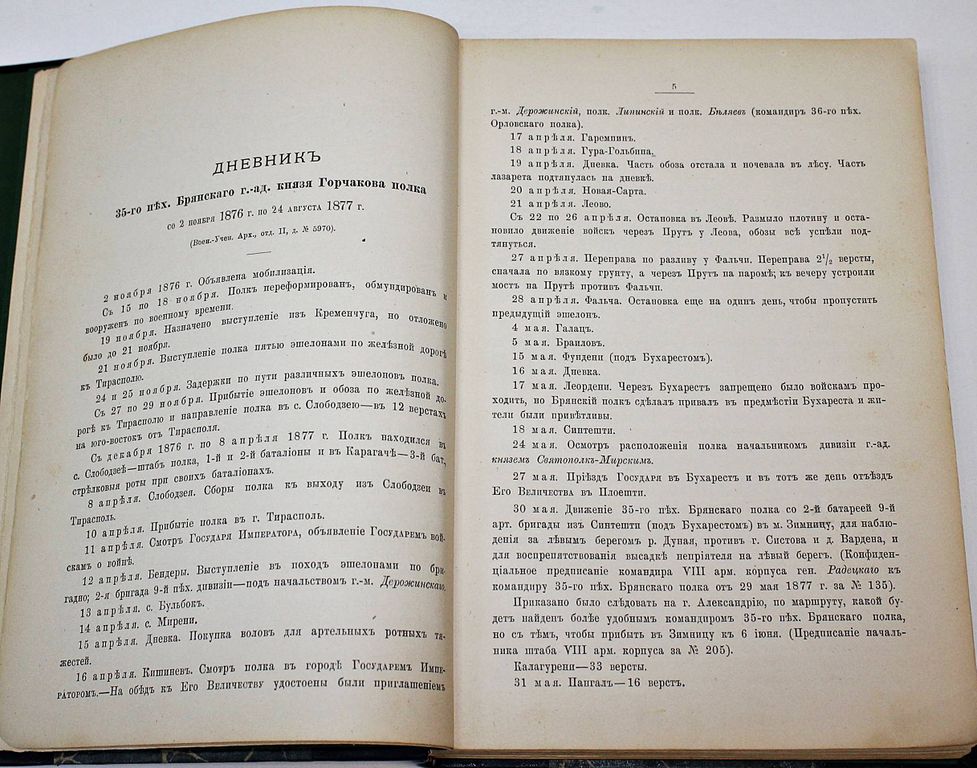 ДНЕВНИКЪ
35-го пѣх. Брянскаго г.-ад. князя Горчакова полка
со 2 ноября 1876 г. по 24 августа 1877 г.
(Воен.-Учен. Арх., отд. II, д. № 5970).
2 ноября 1876 г. Объявлена мобилизація.
Съ 15 по 18 ноября. Полкъ переформированъ, обмундированъ и
вооруженъ по военному времени.
19 ноября. Назначено выступленіе изъ Кременчуга, но отложено
было до 21 ноября.
21 ноября. Выступленіе полка пятью эшелонами по желѣзной дорогѣ
къ Тирасполю.
24 и 25 ноября. Задержки по пути различныхъ эшелоновъ полка.
Съ 27 по 29 ноября. Прибытіе эшелоновъ и обоза по желѣзной до-
рогѣ къ Тирасполю и направленіе полка въ с. Слободзею—въ 12 верстахъ
на юго-востокъ отъ Тирасполя.
Съ декабря 1876 г. по 8 апрѣля 1877 г. Полкъ находился въ
с. Слободзеѣ—штабъ полка, 1-й и 2-й баталіоны и въ Карагачѣ—3-й бат,
стрѣлковыя роты при своихъ баталіонахъ.
8 апрѣля. Слободзея. Сборы полка къ выходу изъ Слободзеи въ
Тирасполь.
10 апрѣля. Прибытіе полка въ г. Тирасполь.
11 апрѣля. Смотръ Государя Императора, объявленіе Государемъ вой-
скамъ о войнѣ.
12 апрѣля. Бендеры. Выступленіе въ походъ эшелонами по бри-
гадно; 2-я бригада 9-й пѣх. дивизіи—подъ начальствомъ г.-м. Дерожинскаго.
13 апрѣля. с. Бульбокъ.
14 апрѣля. с. Мирени.
15 апрѣля. Дневка. Покупка воловъ для артельныхъ ротныхъ тя-
жестей.
16 апрѣля. Кишиневъ. Смотръ полка въ городѣ Государемъ Импе-
раторомъ.—На обѣдъ къ Его Величеству удостоены были приглашеніемъ
5
г.-м. Дерожинскій, полк. Липинскій и полк. Бѣляевъ (командиръ 36-го пѣх.
Орловскаго полка).
17 апрѣля. Гаремпин.
18 апрѣля. Гура-Гольбина.
19 апрѣля. Дневка. Часть обоза отстала и ночевала въ лѣсу. Часть
лазарета подтянулась на дневкѣ.
20 апрѣля. Новая-Сарта.
21 апрѣля. Леово.
Съ 22 по 26 апрѣля. Остановка въ Леовѣ. Размыло плотину и оста-
новило движеніе войскъ черезъ Прутъ у Леова, обозы всѣ успѣли под-
тянуться.
27 апрѣля. Переправа по разливу у Фальчи. Переправа 2¹/₂ версты,
сначала по вязкому грунту, а черезъ Прутъ на паромѣ; къ вечеру устроили
мостъ на Прутѣ противъ Фальчи.
28 апрѣля. Фальча. Остановка еще на одинъ день, чтобы пропустить
предыдущій эшелонъ.
4 мая. Галацъ.
5 мая. Браиловъ.
15 мая. Фундени (подъ Бухарестомъ).
16 мая. Дневка.
17 мая. Леордени. Черезъ Бухарестъ запрещено было войскамъ про-
ходить, но Брянскій полкъ сдѣлалъ привалъ въ предмѣстіи Бухареста и жи-
тели были привѣтливы.
18 мая. Синтешти.
24 мая. Осмотръ расположенія полка начальникомъ дивизіи г.-ад.
княземъ Святополкъ-Мирскимъ.
27 мая. Пріѣздъ Государя въ Бухарестъ и въ тотъ же день отъѣздъ
Его Величества въ Плоешти.
30 мая. Движеніе 35-го пѣх. Брянскаго полка со 2-й батареей 9-й
арт. бригады изъ Синтешти (подъ Бухарестомъ) въ м. Зимницу, для наблю-
денія за лѣвымъ берегомъ р. Дуная, противъ г. Систова и д. Вардена, и
для воспрепятствованія высадкѣ непріятеля на лѣвый берегъ. (Конфиден-
ціальное предписаніе командира VIII арм. корпуса ген. Радецкаго къ
командиру 35-го пѣх. Брянскаго полка отъ 29 мая 1877 г. за № 135).
Приказано было слѣдовать на г. Александрію, по маршруту, какой бу-
детъ найденъ болѣе удобнымъ командиромъ 35-го пѣх. Брянскаго полка,
но съ тѣмъ, чтобы прибыть въ Зимницу къ 6 іюня. (Предписаніе началь-
ника штаба VIII арм. корпуса за № 205).
Калагурени—33 версты.
31 мая. Пангалъ—16 верстъ.